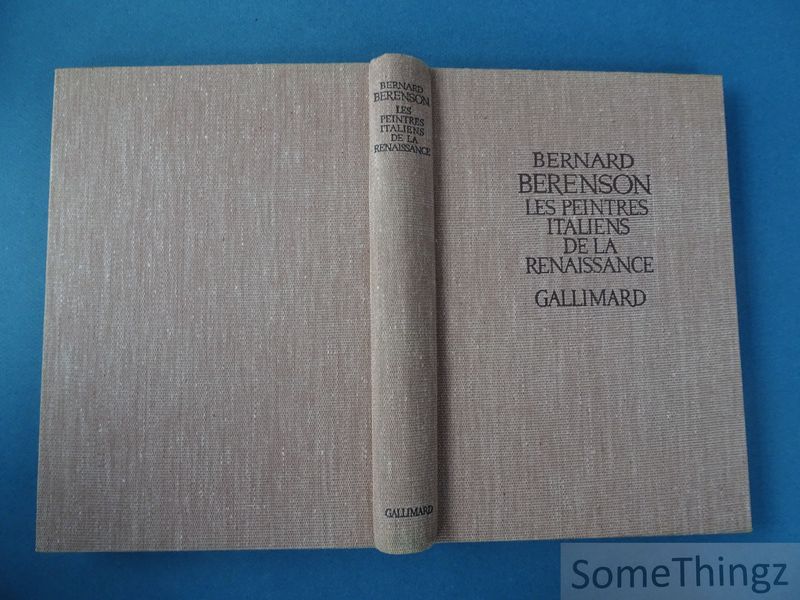 BERNARD
BERENSON
LES
PEINTRES
ITALIENS
DE LA
RENAISSANCE
GALLIMARD
BERNARD
BERENSON
LES PEINTRES
ITALIENS
DE LA
RENAISSANCE
GALLIMARD
SomeThingz